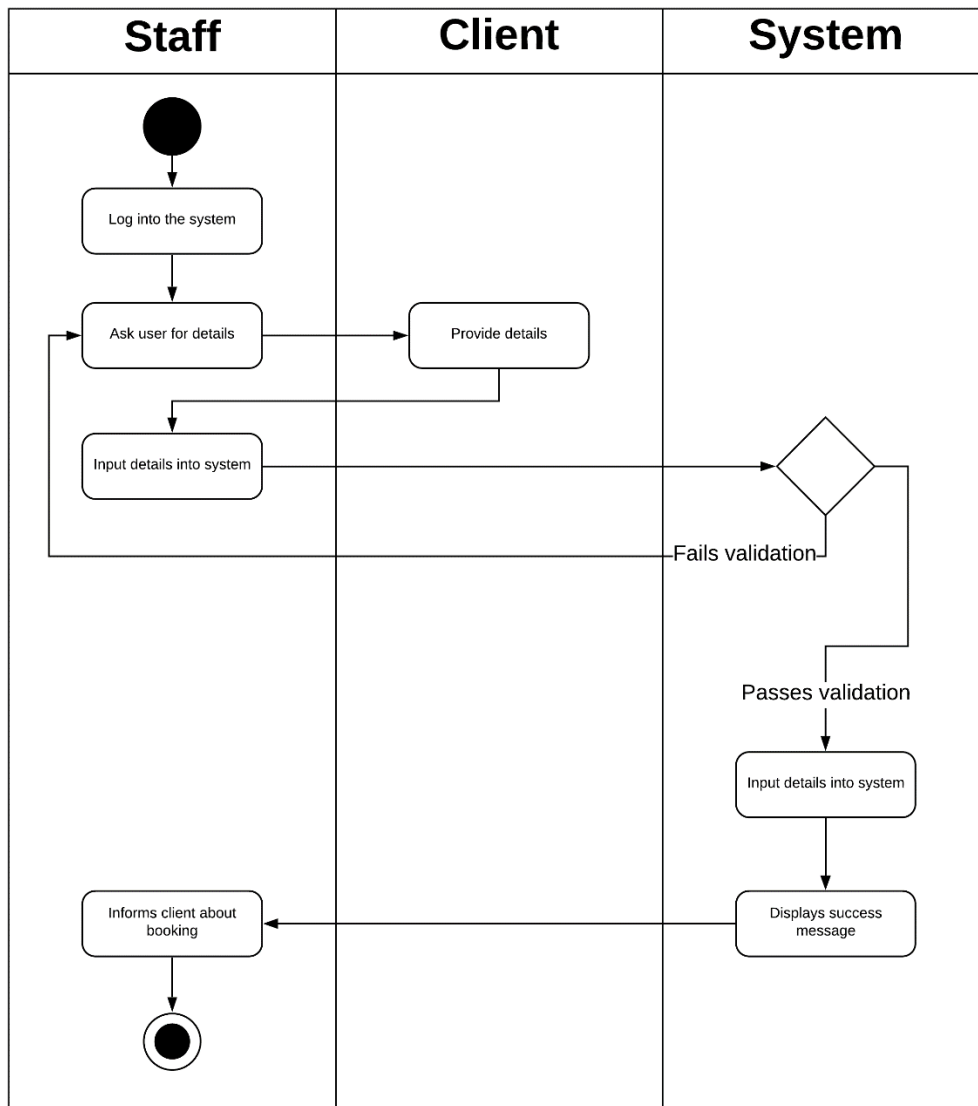 Staff
Client
System
Log into the system
Ask user for details
Provide details
Input details into system
Fails validation
Passes validation
Input details into system
Informs client about
booking
Displays success
message